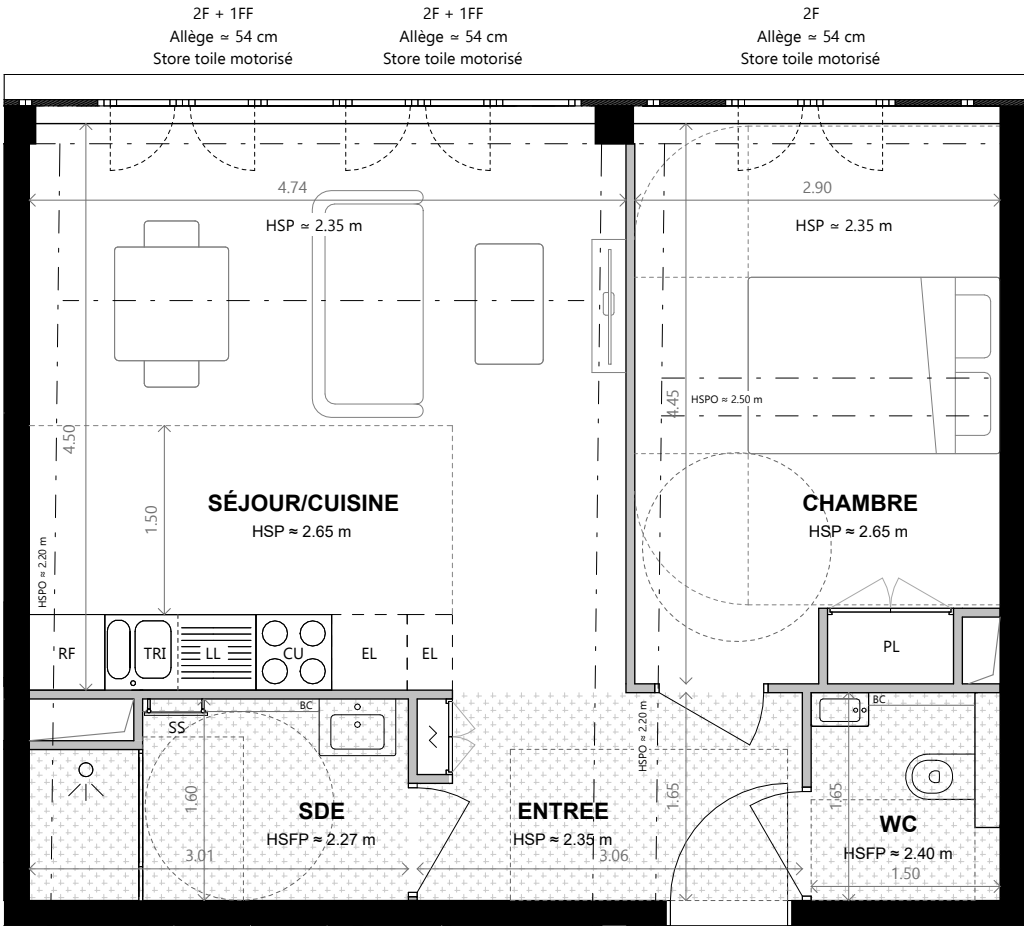 2F + 1FF
Allège ≃ 54 cm
Store toile motorisé
2F + 1FF
Allège ≃ 54 cm
Store toile motorisé
2F
Allège ≃ 54 cm
Store toile motorisé
4.74
2.90
HSP ≃ 2.35 m
HSP ≃ 2.35 m
4.50
4.45
HSPO ≈ 2.50 m
1.50
SÉJOUR/CUISINE
HSP ≈ 2.65 m
CHAMBRE
HSP ≈ 2.65 m
HSPO ≈ 2.20 m
RF
TRI
LL
CU
EL
EL
PL
SS
BC
BC
HSPO ≈ 2.20 m
1.60
SDE
HSFP ≈ 2.27 m
3.01
ENTREE
HSP ≈ 2.35 m
3.06
1.65
1.65
WC
HSFP ≈ 2.40 m
1.50